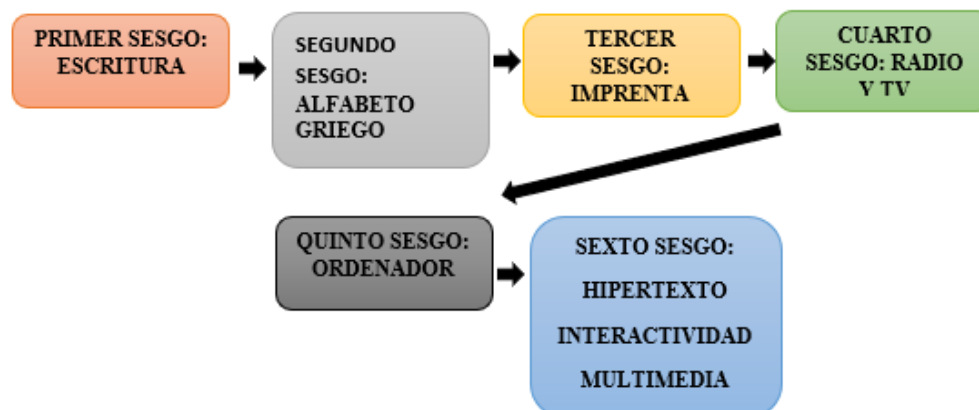 PRIMER SESGO:
ESCRITURA
SEGUNDO
SESGO:
ALFABETO
GRIEGO
TERCER
SESGO:
IMPRENTA
CUARTO
SESGO: RADIO
Y TV
QUINTO SESGO:
ORDENADOR
SEXTO SESGO:
HIPERTEXTO
INTERACTIVIDAD
MULTIMEDIA